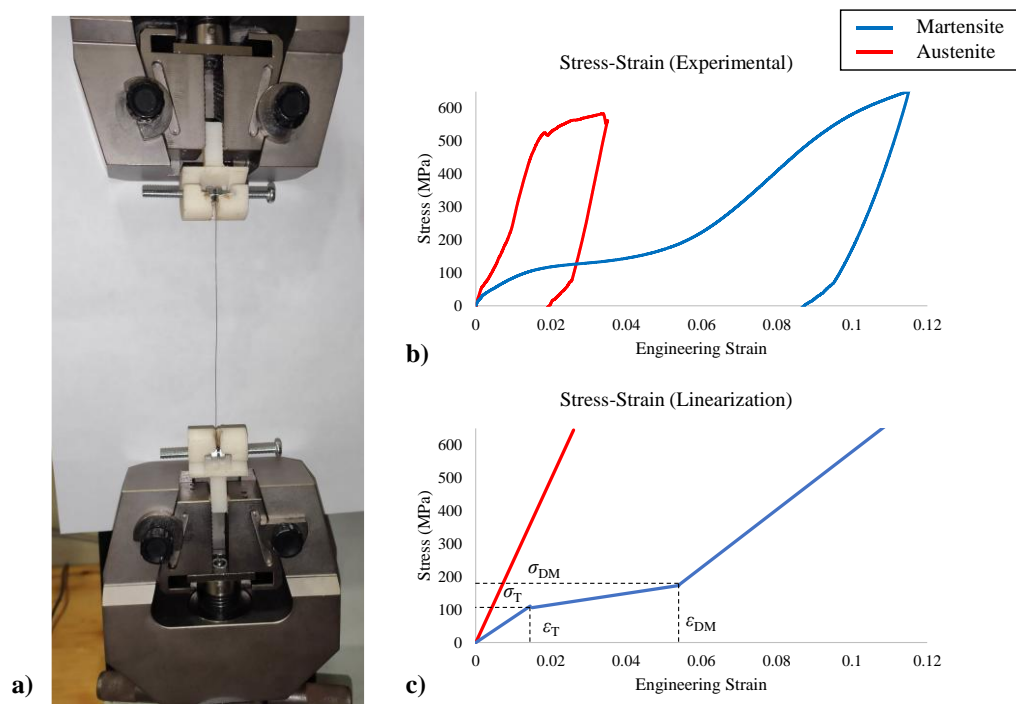 Martensite
Austenite
Stress-Strain (Experimental)
600
500
400
300
200
100
0
Stress (MPa)
0
0.02
0.04
0.06
0.08
0.1
0.12
Engineering Strain
b)
Stress-Strain (Linearization)
600
500
400
300
200
100
0
Stress (MPa)
σDM
σT
εT
εDM
0
0.02
0.04
0.06
0.08
0.1
0.12
Engineering Strain
a)
c)